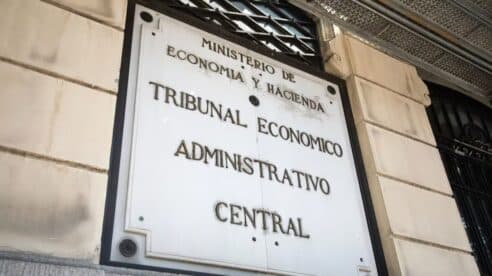 MINISTERIO DE
ECONOMIA Y HACIENDA
TRIBUNAL ECONOMICO
ADMINISTRATIVO
CENTRAL